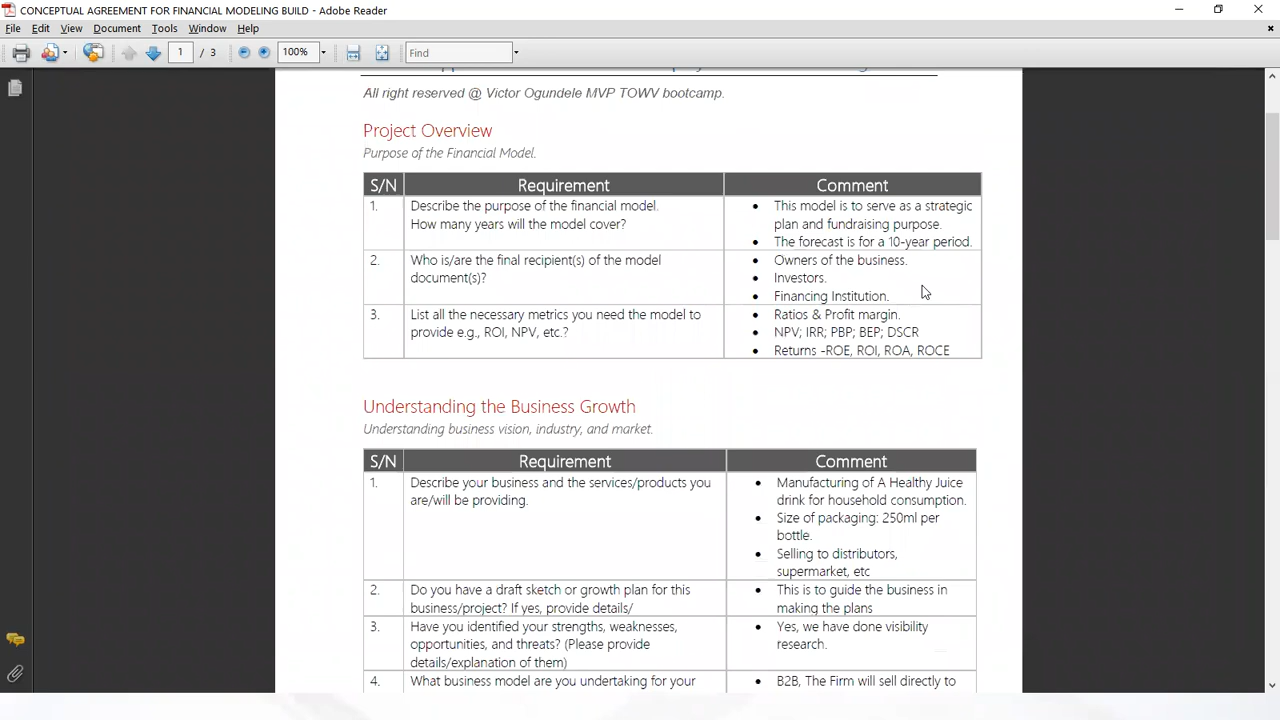 CONCEPTUAL AGREEMENT FOR FINANCIAL MODELING BUILD - Adobe Reader
File Edit View Document Tools Window Help
1 / 3 100% Find
All right reserved @ Victor Ogundele MVP TOWV bootcamp.
Project Overview
Purpose of the Financial Model.
S/N Requirement Comment
1. Describe the purpose of the financial model. • This model is to serve as a strategic
How many years will the model cover? plan and fundraising purpose.
• The forecast is for a 10-year period.
2. Who is/are the final recipient(s) of the model • Owners of the business.
document(s)? • Investors.
• Financing Institution.
3. List all the necessary metrics you need the model to • Ratios & Profit margin.
provide e.g., ROI, NPV, etc.? • NPV; IRR; PBP; BEP; DSCR
• Returns -ROE, ROI, ROA, ROCE
Understanding the Business Growth
Understanding business vision, industry, and market.
S/N Requirement Comment
1. Describe your business and the services/products you • Manufacturing of A Healthy Juice
are/will be providing. drink for household consumption.
• Size of packaging: 250ml per
bottle.
• Selling to distributors,
supermarket, etc
2. Do you have a draft sketch or growth plan for this • This is to guide the business in
business/project? If yes, provide details/ making the plans
3. Have you identified your strengths, weaknesses, • Yes, we have done visibility
opportunities, and threats? (Please provide research.
details/explanation of them)
4. What business model are you undertaking for your • B2B, The Firm will sell directly to